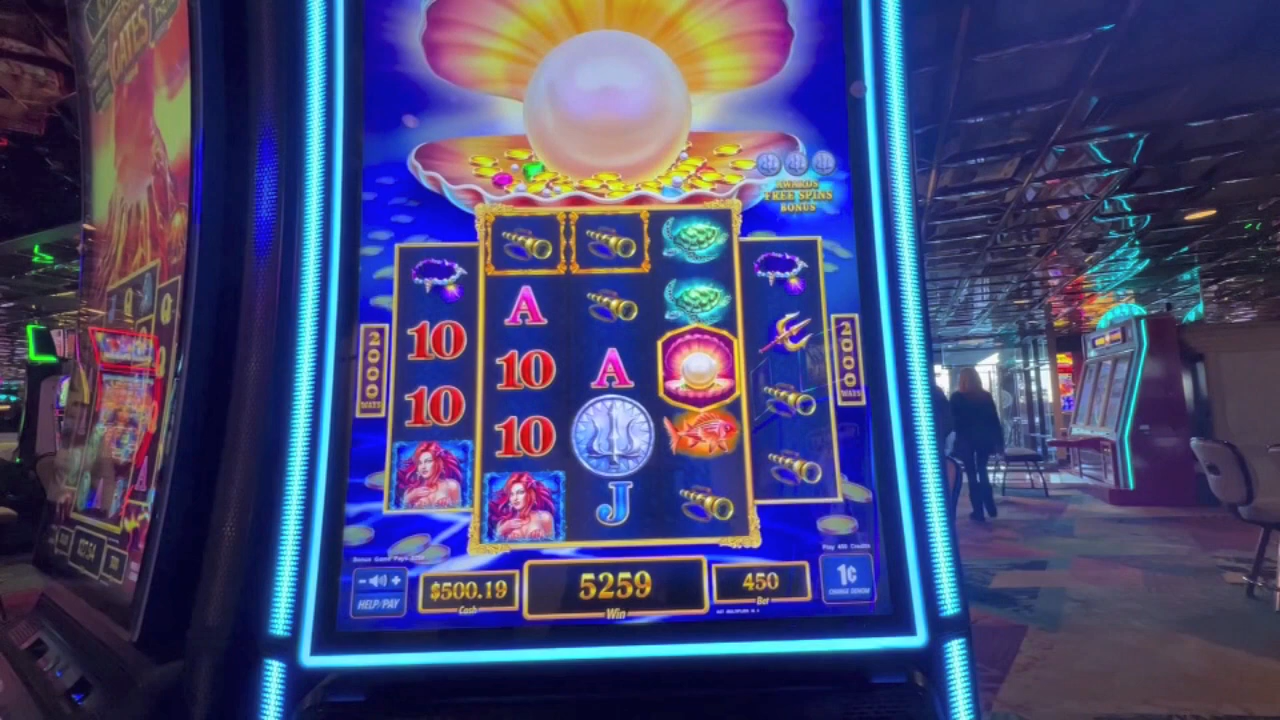 GATES
AWARDS
FREE SPINS
BONUS
A
10
10
A
10
10
J
2000
WAYS
2000
WAYS
Play 450 Credits
$500.19
Cash
5259
Win
450
Bet
- +
HELP/PAY
1¢
CHANGE DENOM